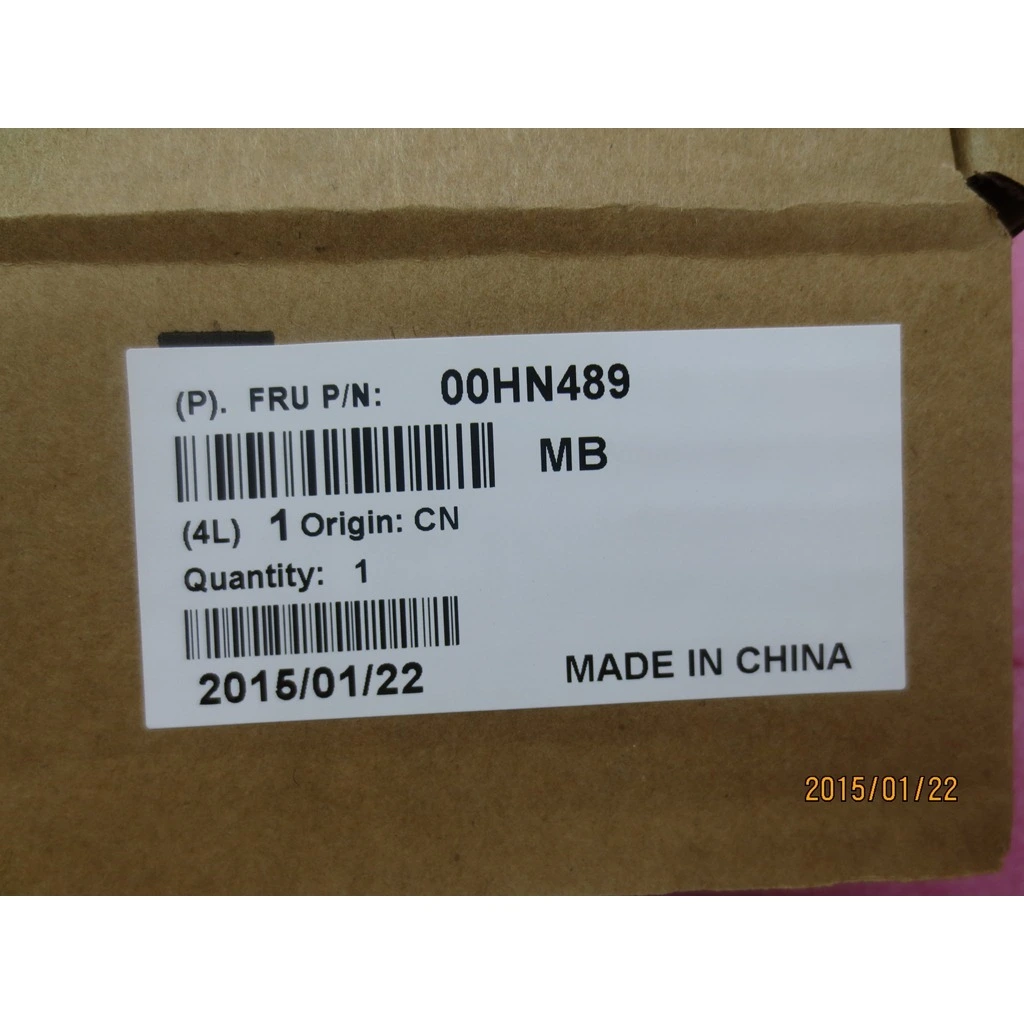 (P). FRU P/N: 00HN489
MB
(4L) 1 Origin: CN
Quantity: 1
2015/01/22
MADE IN CHINA
2015/01/22